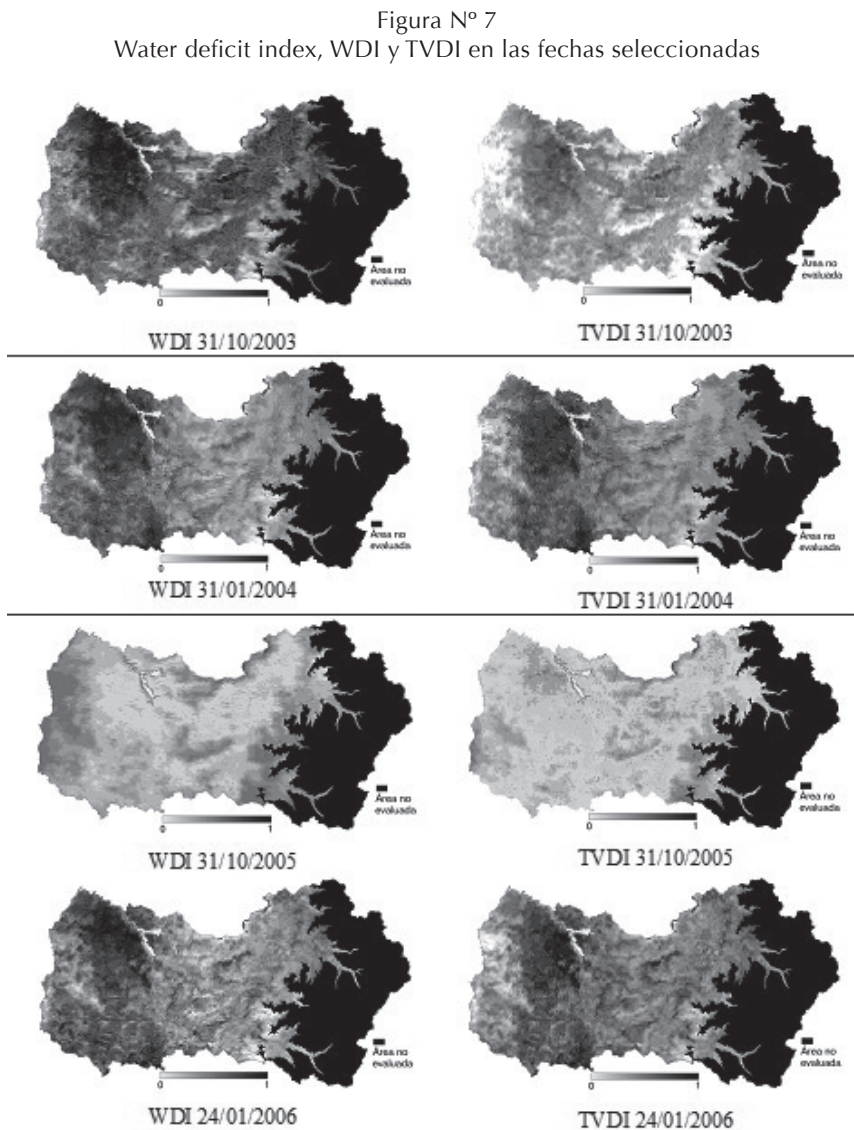 Figura Nº 7
Water deficit index, WDI y TVDI en las fechas seleccionadas
Área no
evaluada
0 1
WDI 31/10/2003
Área no
evaluada
0 1
TVDI 31/10/2003
Área no
evaluada
0 1
WDI 31/01/2004
Área no
evaluada
0 1
TVDI 31/01/2004
Área no
evaluada
0 1
WDI 31/10/2005
Área no
evaluada
0 1
TVDI 31/10/2005
Área no
evaluada
0 1
WDI 24/01/2006
Área no
evaluada
0 1
TVDI 24/01/2006